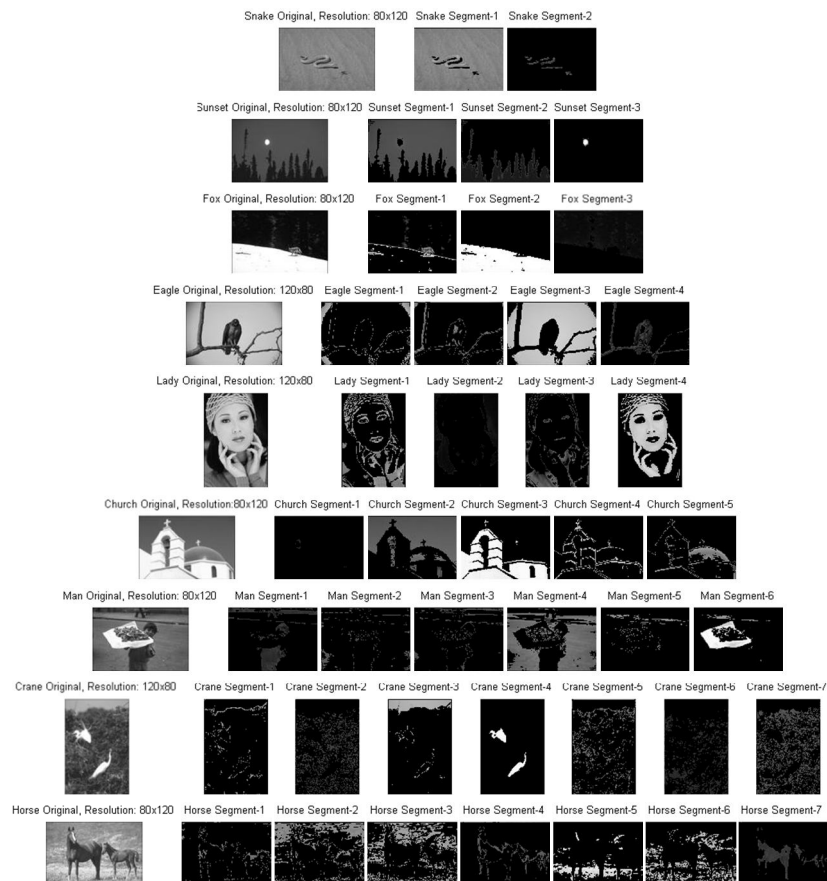 Snake Original, Resolution: 80x120 Snake Segment-1 Snake Segment-2
Sunset Original, Resolution: 80x120 Sunset Segment-1 Sunset Segment-2 Sunset Segment-3
Fox Original, Resolution: 80x120 Fox Segment-1 Fox Segment-2 Fox Segment-3
Eagle Original, Resolution: 120x80 Eagle Segment-1 Eagle Segment-2 Eagle Segment-3 Eagle Segment-4
Lady Original, Resolution: 120x80 Lady Segment-1 Lady Segment-2 Lady Segment-3 Lady Segment-4
Church Original, Resolution:80x120 Church Segment-1 Church Segment-2 Church Segment-3 Church Segment-4 Church Segment-5
Man Original, Resolution: 80x120 Man Segment-1 Man Segment-2 Man Segment-3 Man Segment-4 Man Segment-5 Man Segment-6
Crane Original, Resolution: 120x80 Crane Segment-1 Crane Segment-2 Crane Segment-3 Crane Segment-4 Crane Segment-5 Crane Segment-6 Crane Segment-7
Horse Original, Resolution: 80x120 Horse Segment-1 Horse Segment-2 Horse Segment-3 Horse Segment-4 Horse Segment-5 Horse Segment-6 Horse Segment-7